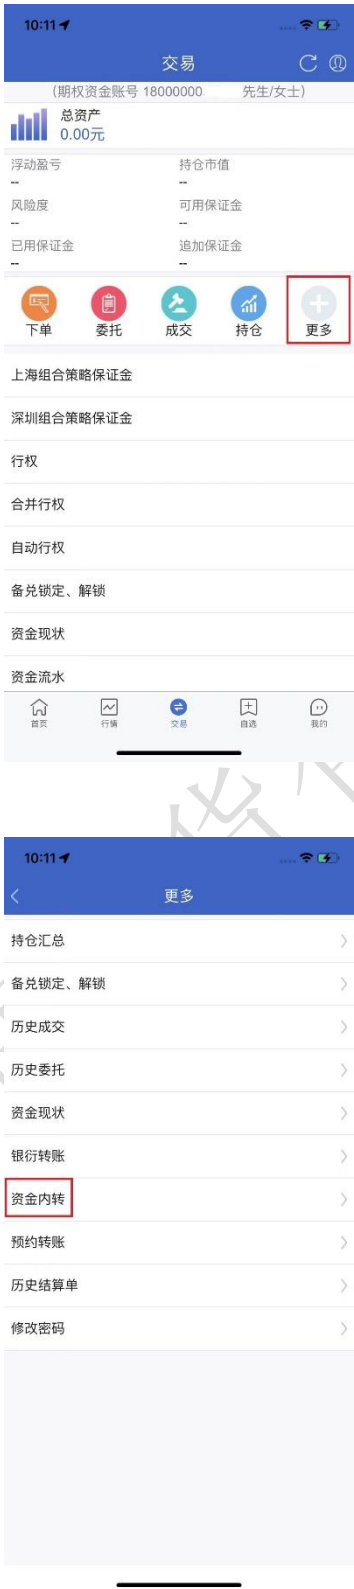 10:11
交易
(期权资金账号 18000000 先生/女士)
总资产
0.00元
浮动盈亏 持仓市值
-- --
风险度 可用保证金
-- --
已用保证金 追加保证金
-- --
下单 委托 成交 持仓 更多
上海组合策略保证金
深圳组合策略保证金
行权
合并行权
自动行权
备兑锁定、解锁
资金现状
资金流水
首页 行情 交易 自选 我的
华
10:11
更多
持仓汇总
备兑锁定、解锁
历史成交
历史委托
资金现状
银衍转账
资金内转
预约转账
历史结算单
修改密码